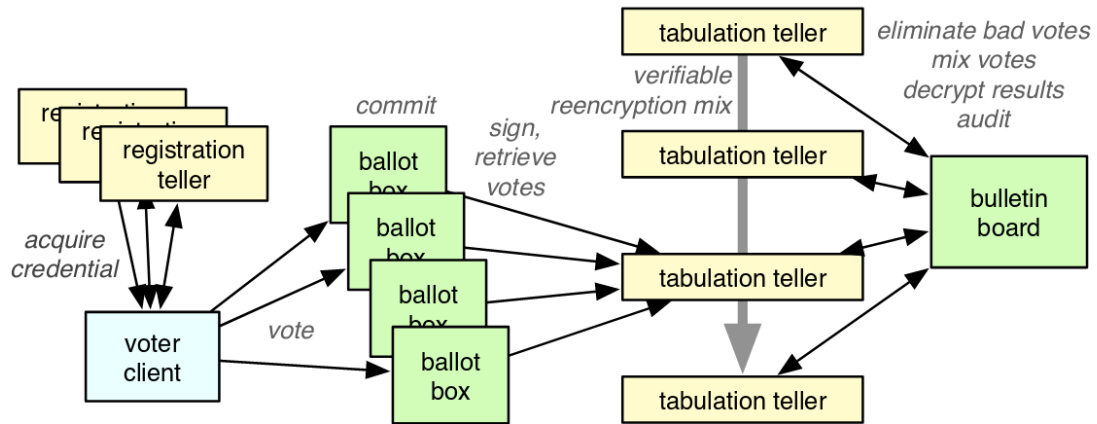 tabulation teller
eliminate bad votes
mix votes
decrypt results
audit
verifiable
reencryption mix
registration
registration
registration
teller
commit
sign,
retrieve
votes
tabulation teller
ballot
box
ballot
box
ballot
box
ballot
box
bulletin
board
acquire
credential
tabulation teller
vote
voter
client
tabulation teller